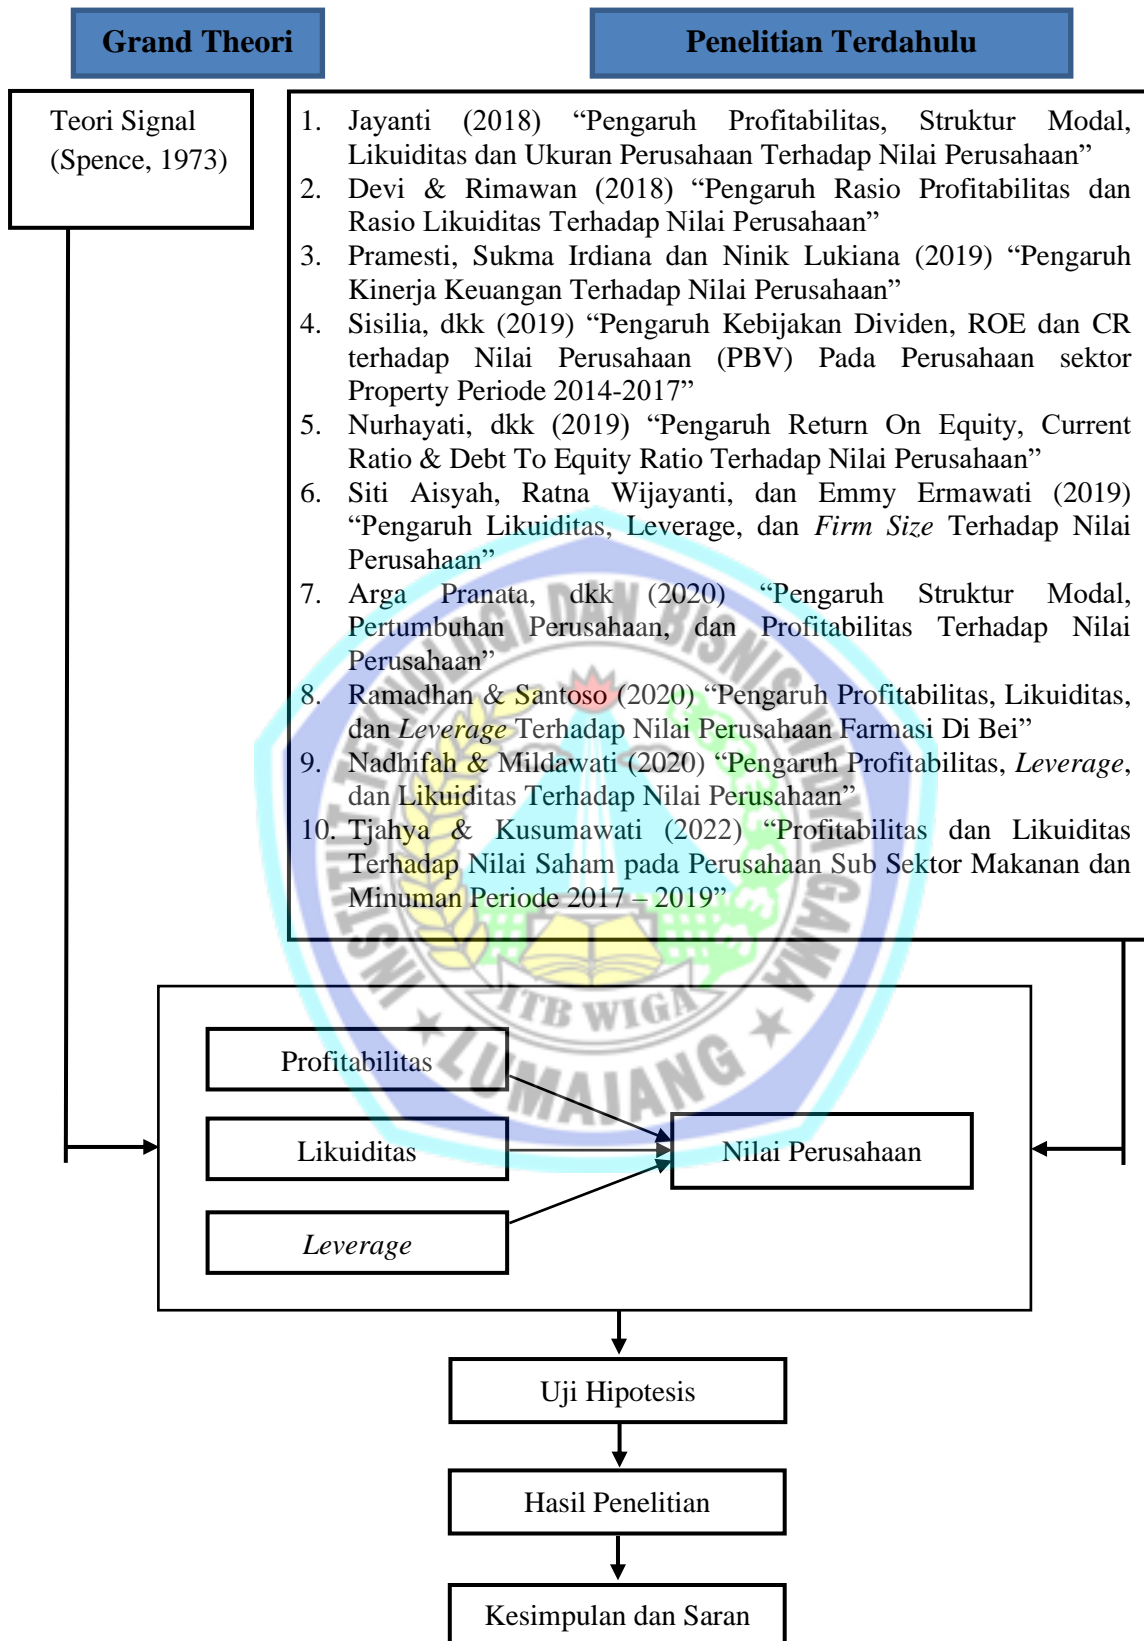 Grand Theori
Penelitian Terdahulu
Teori Signal
(Spence, 1973)
1. Jayanti (2018) “Pengaruh Profitabilitas, Struktur Modal,
Likuiditas dan Ukuran Perusahaan Terhadap Nilai Perusahaan”
2. Devi & Rimawan (2018) “Pengaruh Rasio Profitabilitas dan
Rasio Likuiditas Terhadap Nilai Perusahaan”
3. Pramesti, Sukma Irdiana dan Ninik Lukiana (2019) “Pengaruh
Kinerja Keuangan Terhadap Nilai Perusahaan”
4. Sisilia, dkk (2019) “Pengaruh Kebijakan Dividen, ROE dan CR
terhadap Nilai Perusahaan (PBV) Pada Perusahaan sektor
Property Periode 2014-2017”
5. Nurhayati, dkk (2019) “Pengaruh Return On Equity, Current
Ratio & Debt To Equity Ratio Terhadap Nilai Perusahaan”
6. Siti Aisyah, Ratna Wijayanti, dan Emmy Ermawati (2019)
“Pengaruh Likuiditas, Leverage, dan Firm Size Terhadap Nilai
Perusahaan”
7. Arga Pranata, dkk (2020) “Pengaruh Struktur Modal,
Pertumbuhan Perusahaan, dan Profitabilitas Terhadap Nilai
Perusahaan”
8. Ramadhan & Santoso (2020) “Pengaruh Profitabilitas, Likuiditas,
dan Leverage Terhadap Nilai Perusahaan Farmasi Di Bei”
9. Nadhifah & Mildawati (2020) “Pengaruh Profitabilitas, Leverage,
dan Likuiditas Terhadap Nilai Perusahaan”
10. Tjahya & Kusumawati (2022) “Profitabilitas dan Likuiditas
Terhadap Nilai Saham pada Perusahaan Sub Sektor Makanan dan
Minuman Periode 2017 – 2019”
INSTITUT TEKNOLOGI DAN BISNIS WIDYA GAMA
ITB WIGA
LUMAJANG
Profitabilitas
Likuiditas
Nilai Perusahaan
Leverage
Uji Hipotesis
Hasil Penelitian
Kesimpulan dan Saran